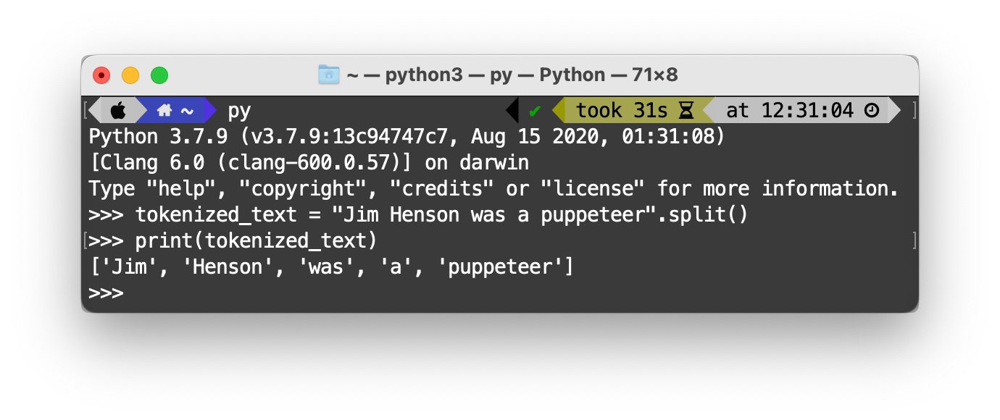 ~ — python3 — py — Python — 71×8
~ py ✔ took 31s at 12:31:04
Python 3.7.9 (v3.7.9:13c94747c7, Aug 15 2020, 01:31:08)
[Clang 6.0 (clang-600.0.57)] on darwin
Type "help", "copyright", "credits" or "license" for more information.
>>> tokenized_text = "Jim Henson was a puppeteer".split()
>>> print(tokenized_text)
['Jim', 'Henson', 'was', 'a', 'puppeteer']
>>>